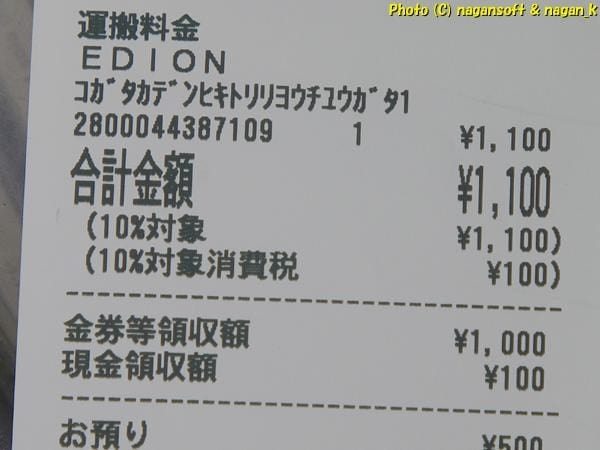 Photo (C) nagansoft & nagan_k
運搬料金
EDION
コガタカデンヒキトリリヨウチユウガタ1
2800044387109 1 ¥1,100
合計金額 ¥1,100
(10%対象 ¥1,100)
(10%対象消費税 ¥100)
金券等領収額 ¥1,000
現金領収額 ¥100
お預り ¥500